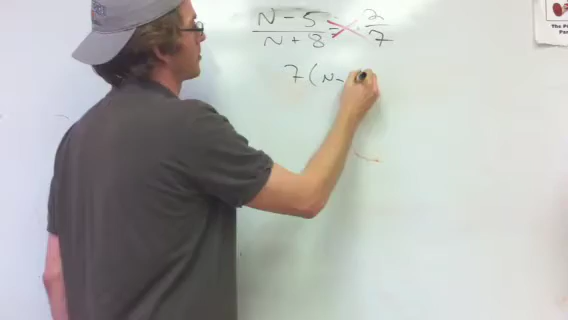 N-5 / N+8 = 2 / 7
7(N-